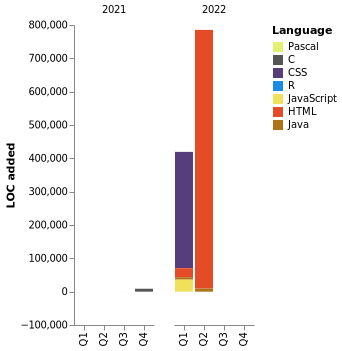 2021
2022
LOC added
800,000
700,000
600,000
500,000
400,000
300,000
200,000
100,000
0
−100,000
Q1
Q2
Q3
Q4
Q1
Q2
Q3
Q4
Language
Pascal
C
CSS
R
JavaScript
HTML
Java